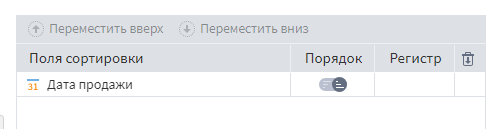 Переместить вверх Переместить вниз
Поля сортировки Порядок Регистр
31 Дата продажи